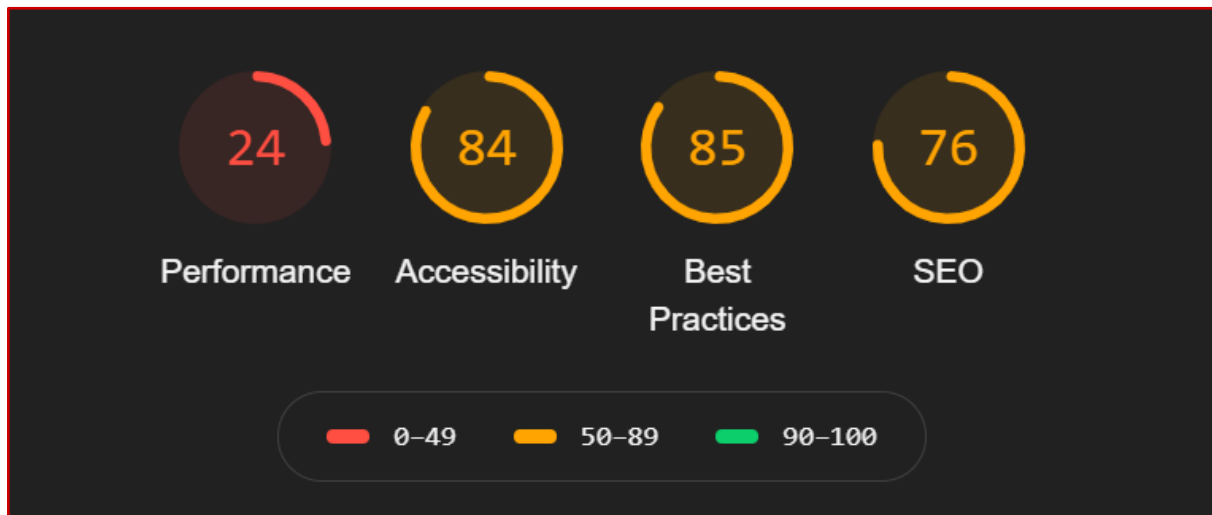 24
84
85
76
Performance
Accessibility
Best
Practices
SEO
0–49
50–89
90–100